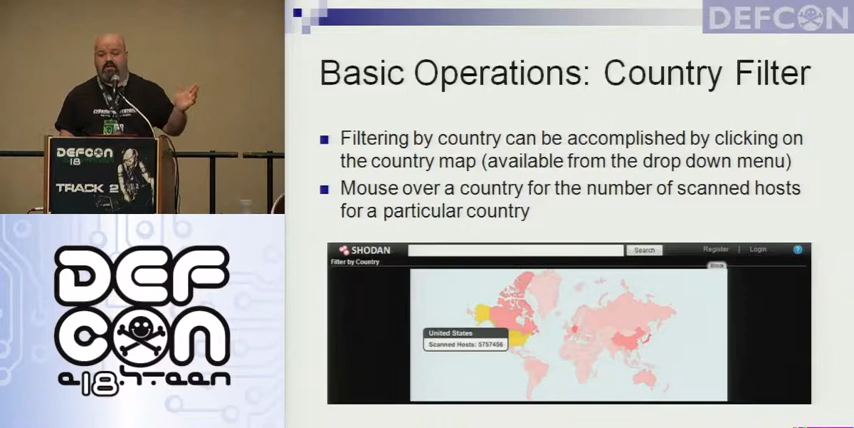 DEFCON
Basic Operations: Country Filter
Filtering by country can be accomplished by clicking on
the country map (available from the drop down menu)
Mouse over a country for the number of scanned hosts
for a particular country
SHODAN
Search
Register
Login
?
Filter by Country
United States
Scanned Hosts: 5757456
DEFCON
18
TRACK 2
DEF
CON
e18hteen